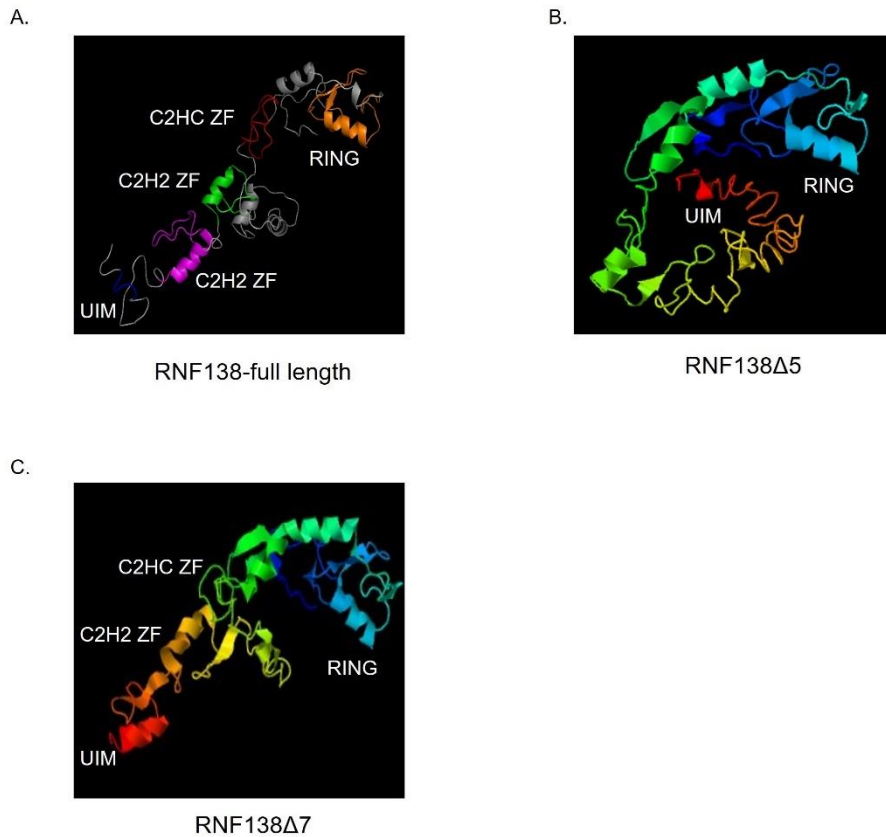 A.
C2HC ZF
RING
C2H2 ZF
C2H2 ZF
UIM
RNF138-full length
B.
RING
UIM
RNF138Δ5
C.
C2HC ZF
C2H2 ZF
RING
UIM
RNF138Δ7